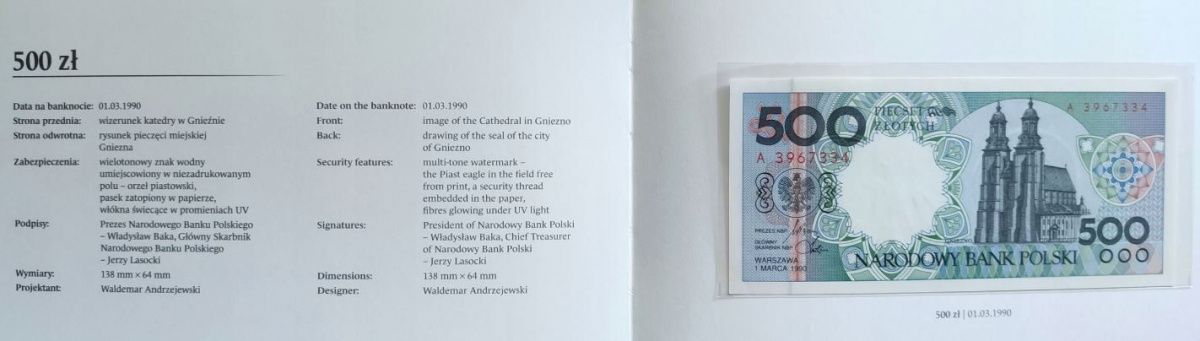 500 zł
Data na banknocie: 01.03.1990
Strona przednia: wizerunek katedry w Gnieźnie
Strona odwrotna: rysunek pieczęci miejskiej
Gniezna
Zabezpieczenia: wielotonowy znak wodny
umiejscowiony w niezadrukowanym
polu – orzeł piastowski,
pasek zatopiony w papierze,
włókna świecące w promieniach UV
Podpisy: Prezes Narodowego Banku Polskiego
– Władysław Baka, Główny Skarbnik
Narodowego Banku Polskiego
– Jerzy Lasocki
Wymiary: 138 mm × 64 mm
Projektant: Waldemar Andrzejewski
Date on the banknote: 01.03.1990
Front: image of the Cathedral in Gniezno
Back: drawing of the seal of the city
of Gniezno
Security features: multi-tone watermark –
the Piast eagle in the field free
from print, a security thread
embedded in the paper,
fibres glowing under UV light
Signatures: President of Narodowy Bank Polski
– Władysław Baka, Chief Treasurer
of Narodowy Bank Polski
– Jerzy Lasocki
Dimensions: 138 mm × 64 mm
Designer: Waldemar Andrzejewski
500
PIĘĆSET
ZŁOTYCH
A 3967334
A 3967334
PREZES NBP
GŁÓWNY
SKARBNIK NBP
WARSZAWA
1 MARCA 1990
GNIEZNO
500
NARODOWY BANK POLSKI
500 zł | 01.03.1990